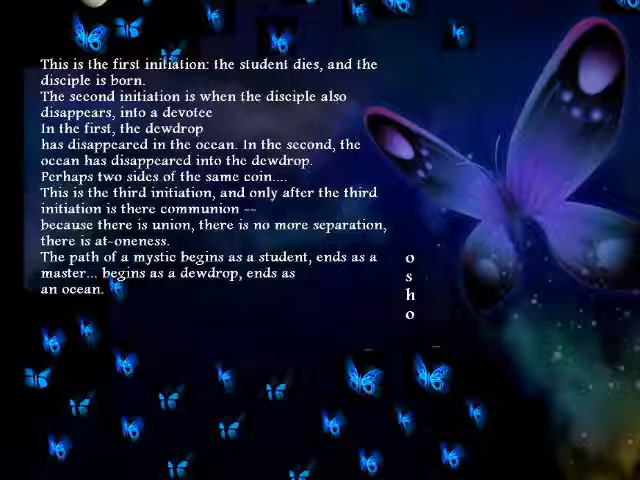 This is the first initiation: the student dies, and the
disciple is born.
The second initiation is when the disciple also
disappears, into a devotee
In the first, the dewdrop
has disappeared in the ocean. In the second, the
ocean has disappeared into the dewdrop.
Perhaps two sides of the same coin....
This is the third initiation, and only after the third
initiation is there communion ~~
because there is union, there is no more separation,
there is at-oneness.
The path of a mystic begins as a student, ends as a
master... begins as a dewdrop, ends as
an ocean.
o
s
h
o